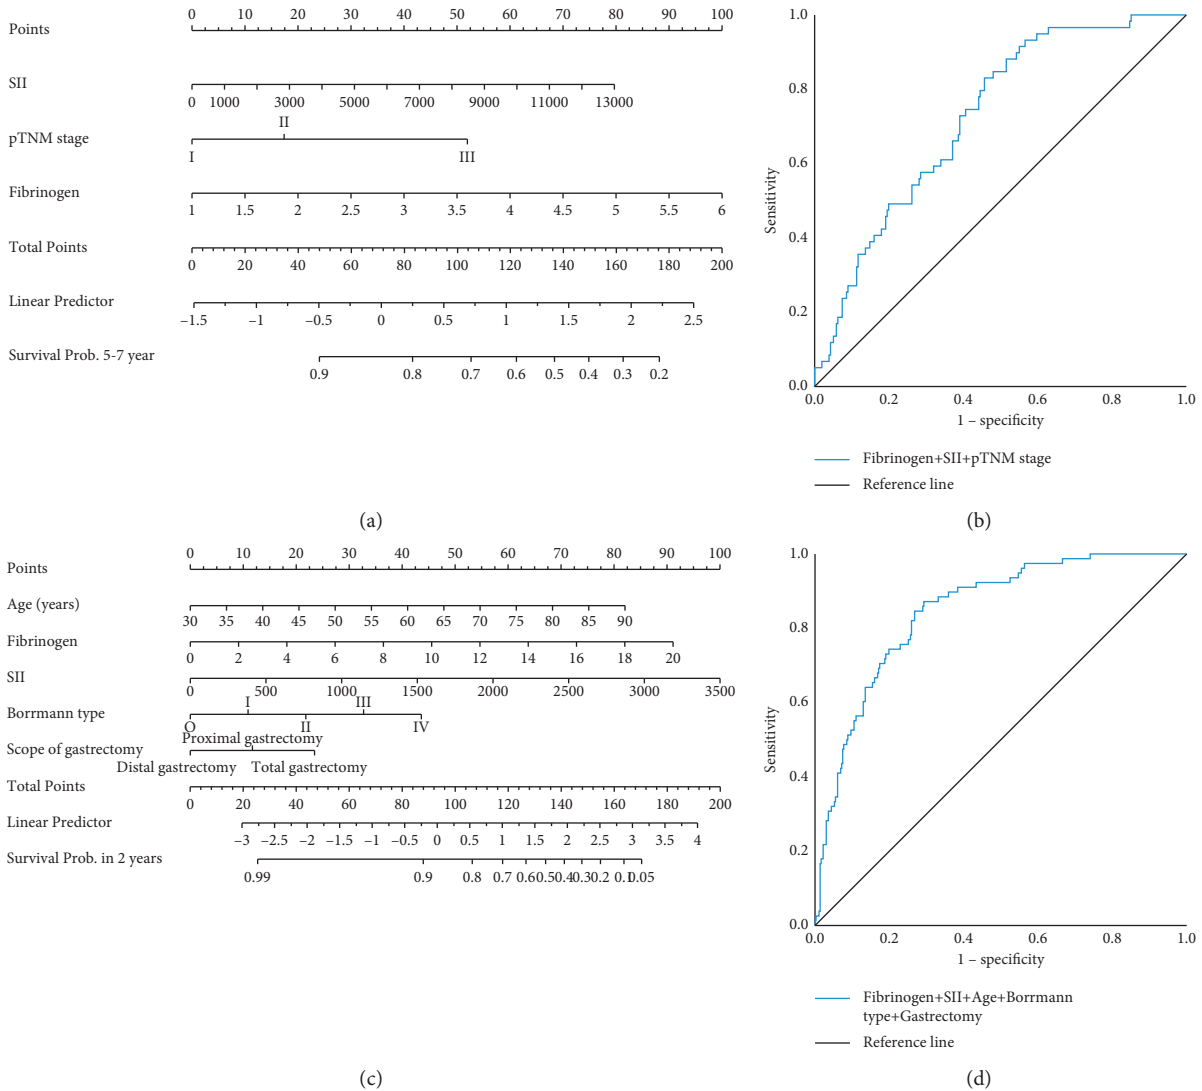 0 10 20 30 40 50 60 70 80 90 100
Points
SII
0 1000 3000 5000 7000 9000 11000 13000
II
pTNM stage
I III
Fibrinogen
1 1.5 2 2.5 3 3.5 4 4.5 5 5.5 6
Total Points
0 20 40 60 80 100 120 140 160 180 200
Linear Predictor
−1.5 −1 −0.5 0 0.5 1 1.5 2 2.5
Survival Prob. 5-7 year
0.9 0.8 0.7 0.6 0.5 0.4 0.3 0.2
(a)
1.0
0.8
0.6
0.4
0.2
0.0
Sensitivity
0.0 0.2 0.4 0.6 0.8 1.0
1 – specificity
Fibrinogen+SII+pTNM stage
Reference line
(b)
0 10 20 30 40 50 60 70 80 90 100
Points
Age (years)
30 35 40 45 50 55 60 65 70 75 80 85 90
Fibrinogen
0 2 4 6 8 10 12 14 16 18 20
SII
0 500 1000 1500 2000 2500 3000 3500
I III
Borrmann type
O II IV
Proximal gastrectomy
Scope of gastrectomy
Distal gastrectomy Total gastrectomy
Total Points
0 20 40 60 80 100 120 140 160 180 200
Linear Predictor
−3 −2.5 −2 −1.5 −1 −0.5 0 0.5 1 1.5 2 2.5 3 3.5 4
Survival Prob. in 2 years
0.99 0.9 0.8 0.7 0.6 0.5 0.4 0.3 0.2 0.1 0.05
(c)
1.0
0.8
0.6
0.4
0.2
0.0
Sensitivity
0.0 0.2 0.4 0.6 0.8 1.0
1 – specificity
Fibrinogen+SII+Age+Borrmann
type+Gastrectomy
Reference line
(d)